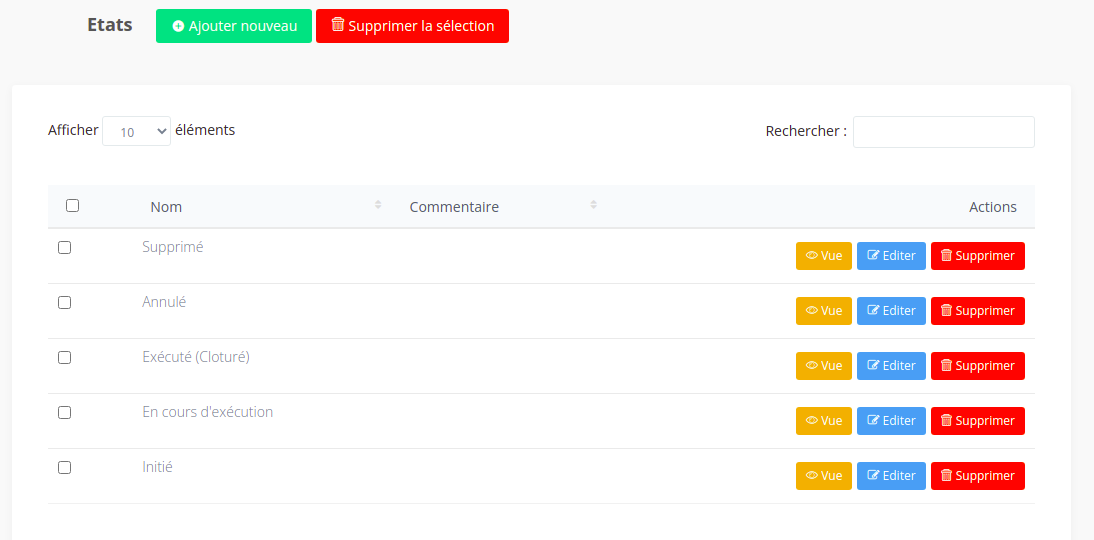 Etats Ajouter nouveau Supprimer la sélection
Afficher 10 éléments Rechercher :
Nom Commentaire Actions
Supprimé Vue Editer Supprimer
Annulé Vue Editer Supprimer
Exécuté (Cloturé) Vue Editer Supprimer
En cours d'exécution Vue Editer Supprimer
Initié Vue Editer Supprimer